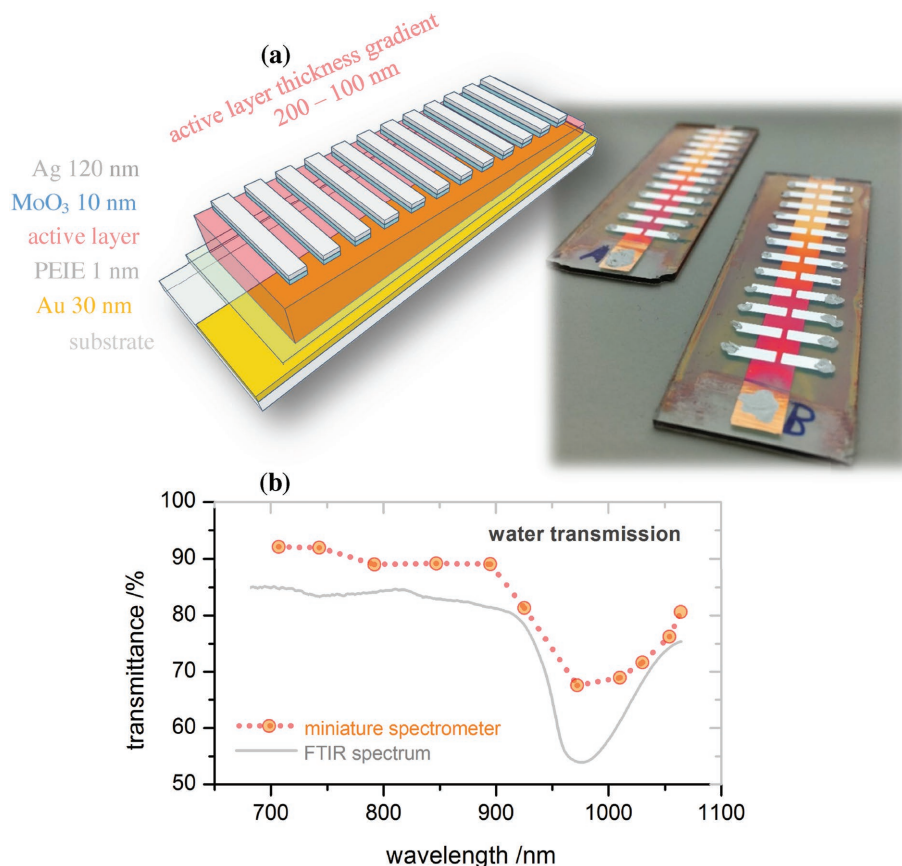 (a)
active layer thickness gradient
200 – 100 nm
Ag 120 nm
MoO₃ 10 nm
active layer
PEIE 1 nm
Au 30 nm
substrate
A
B
(b)
water transmission
transmittance /%
100
90
80
70
60
50
miniature spectrometer
FTIR spectrum
700
800
900
1000
1100
wavelength /nm